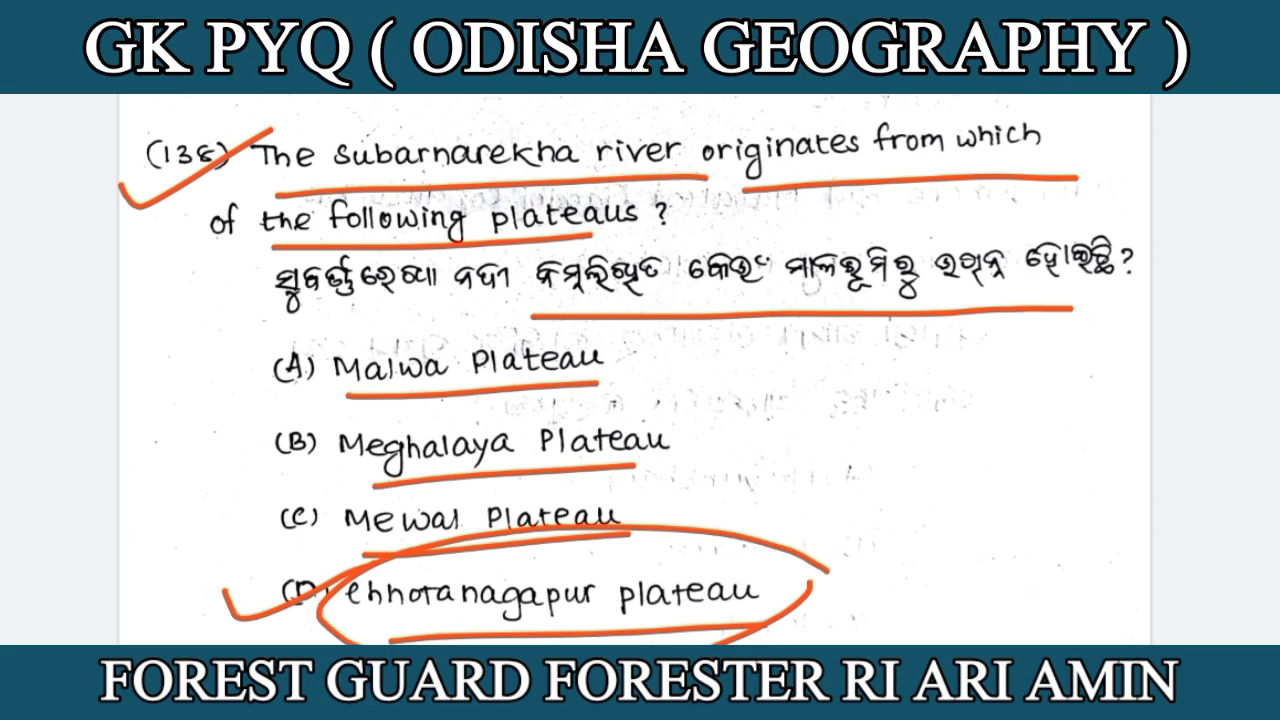 GK PYQ ( ODISHA GEOGRAPHY )
(138) The subarnarekha river originates from which
of the following plateaus ?
ସୁବର୍ଣ୍ଣରେଖା ନଦୀ ନିମ୍ନଲିଖିତ କେଉଁ ମାଳଭୂମିରୁ ଉତ୍ପନ୍ନ ହୋଇଛି ?
(A) Malwa Plateau
(B) Meghalaya Plateau
(C) Mewal Plateau
(D) Chhotanagapur plateau
FOREST GUARD FORESTER RI ARI AMIN